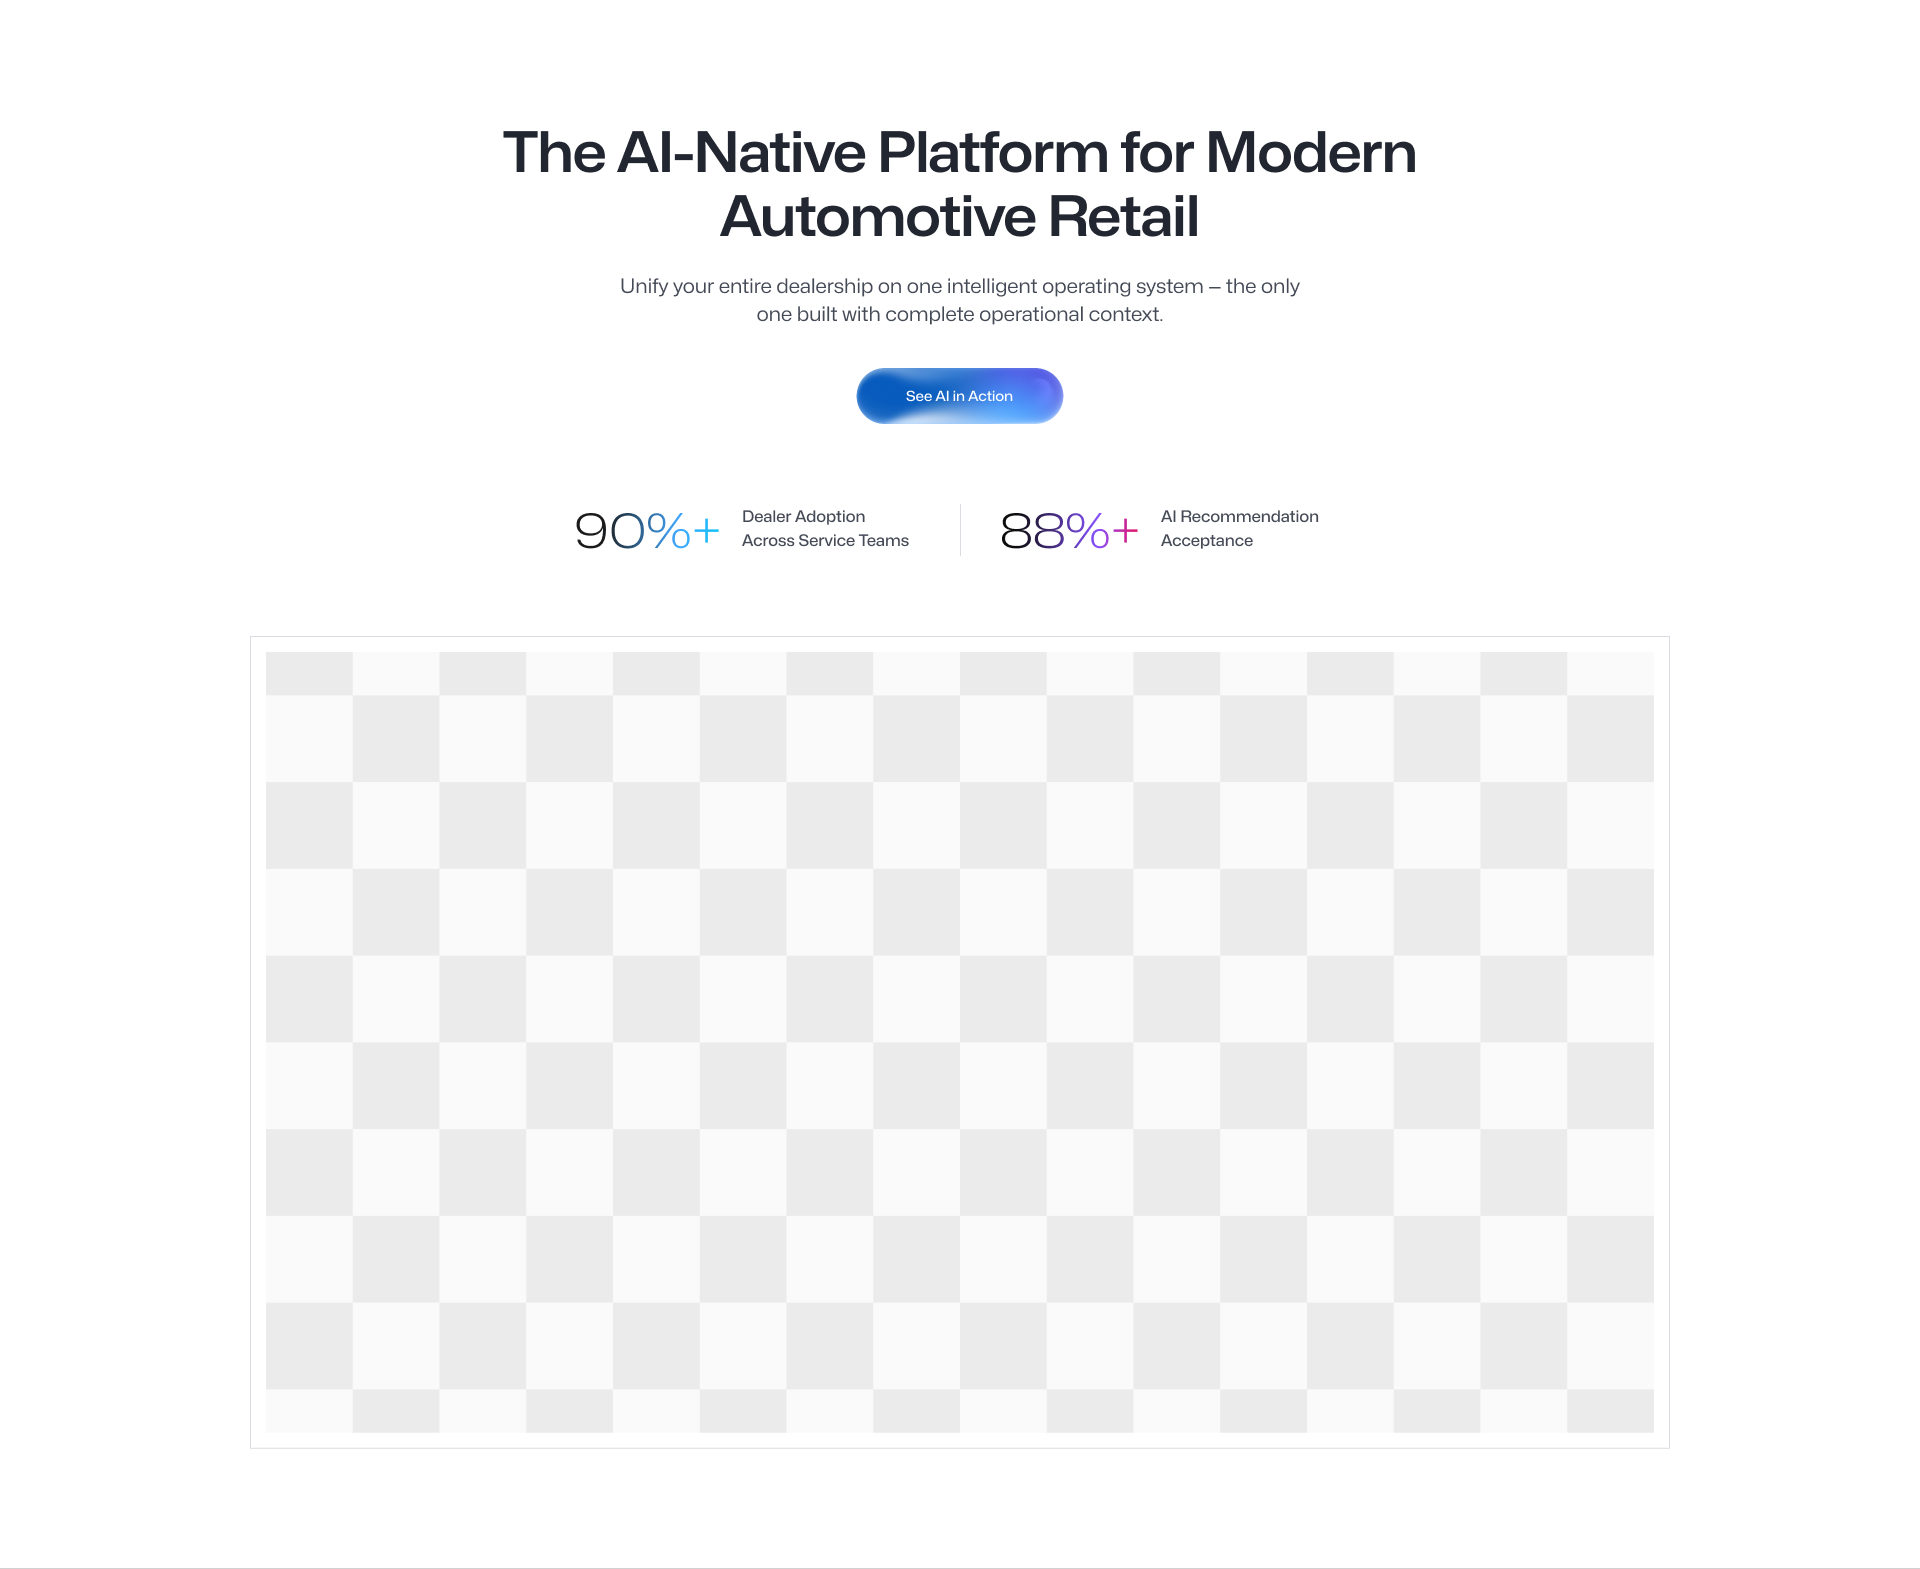 The AI-Native Platform for Modern
Automotive Retail
Unify your entire dealership on one intelligent operating system – the only
one built with complete operational context.
See AI in Action
90%+
Dealer Adoption
Across Service Teams
88%+
AI Recommendation
Acceptance